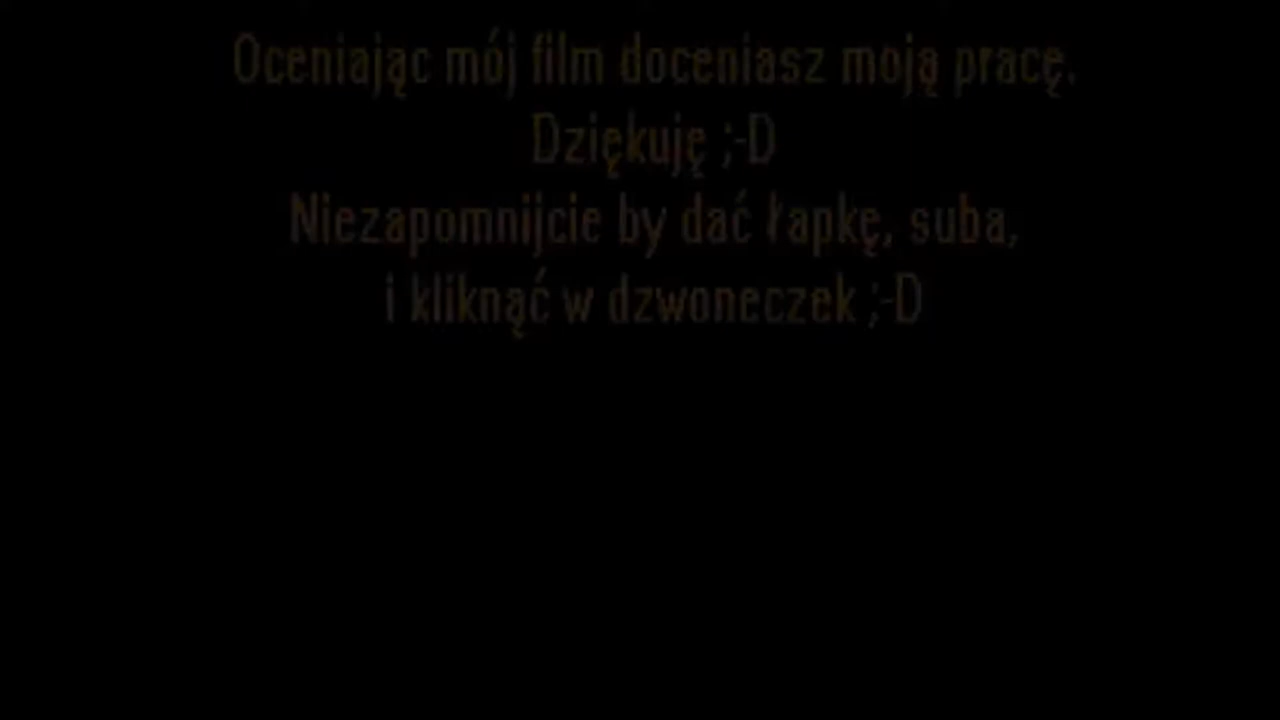 Oceniając mój film doceniasz moją pracę.
Dziękuję ;-D
Niezapomnijcie by dać łapkę, suba,
i kliknąć w dzwoneczek ;-D